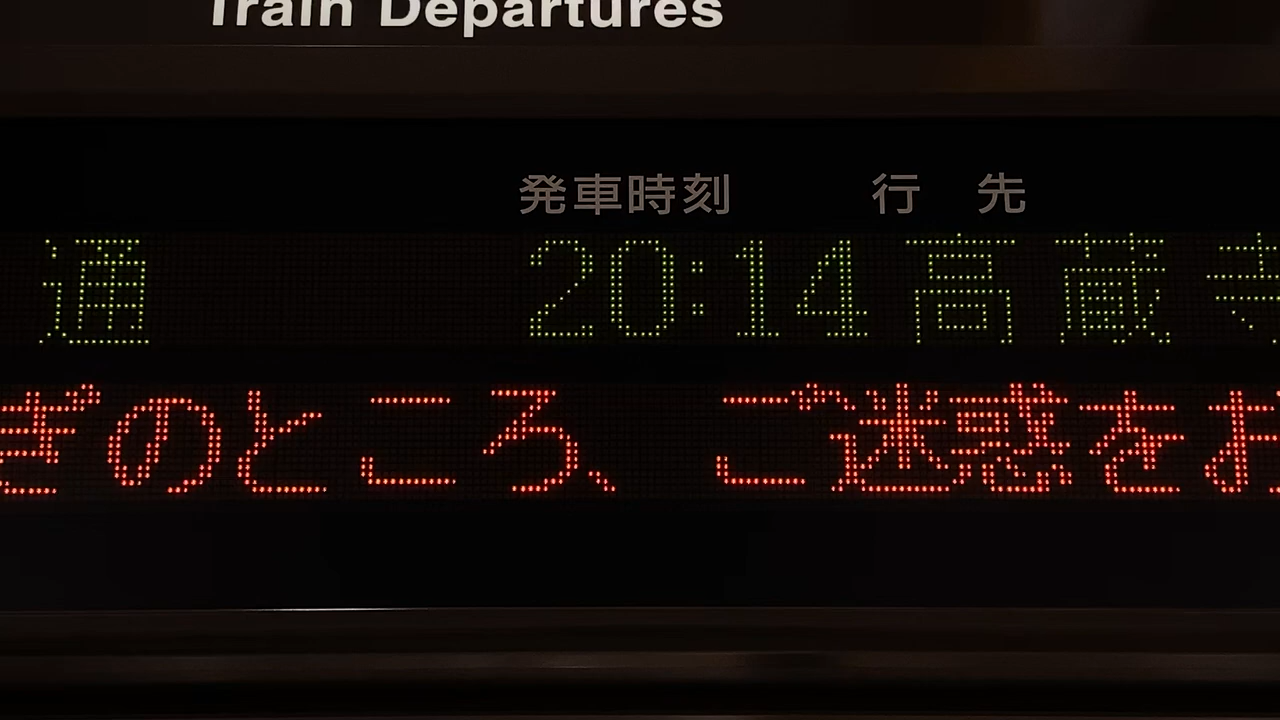 Train Departures
発車時刻 行先
通 20:14 高蔵寺
ぎのところ、ご迷惑をお